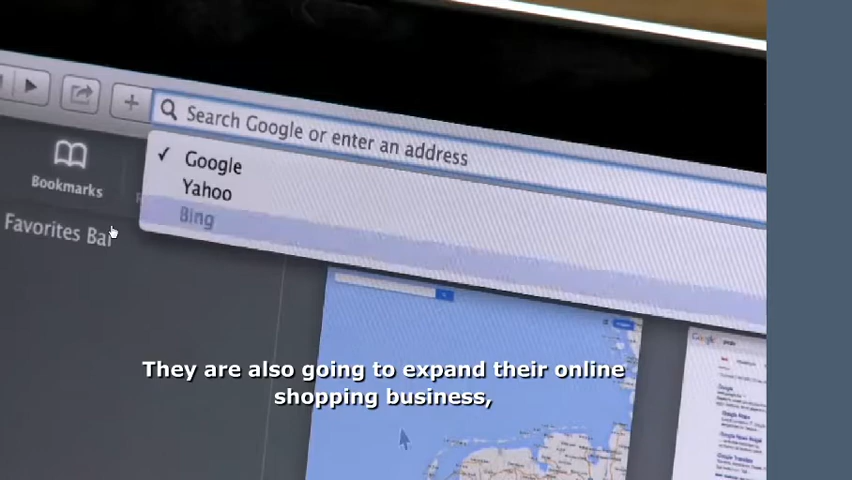 Search Google or enter an address
Google
Yahoo
Bing
Bookmarks
Favorites Bar
They are also going to expand their online
shopping business,
Google